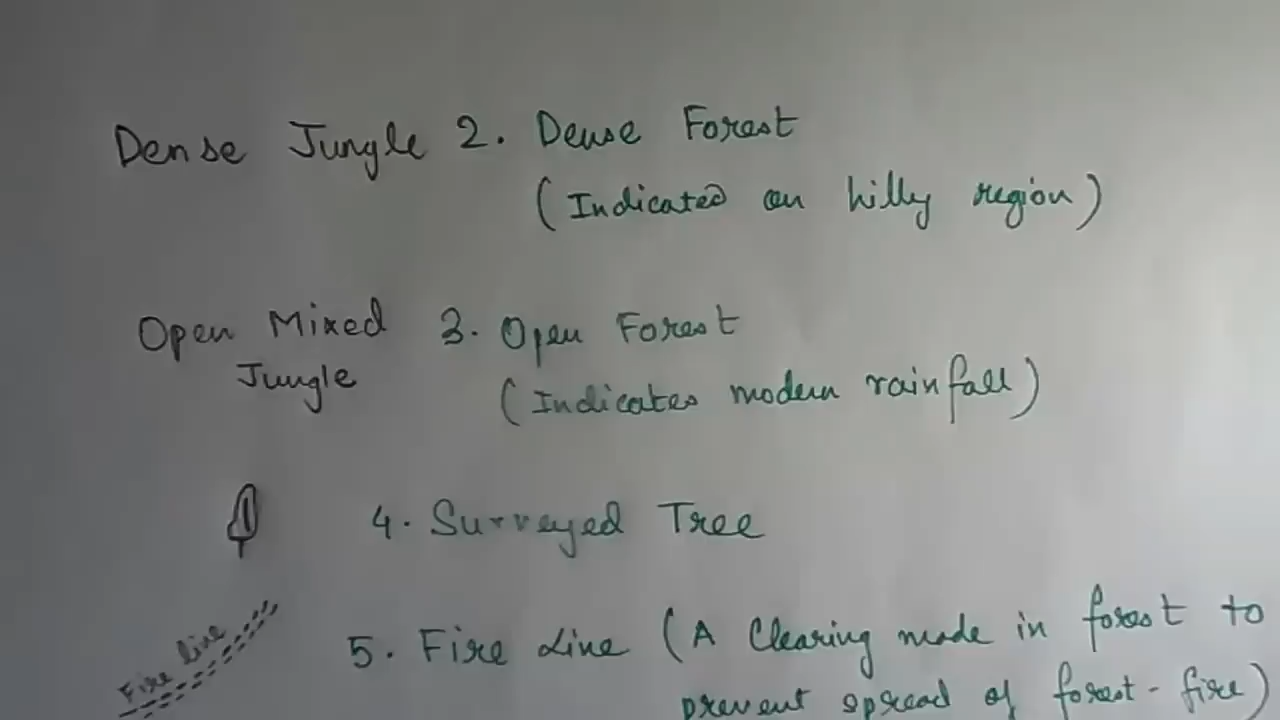 Dense Jungle 2. Dense Forest
(Indicated on hilly region)
Open Mixed 3. Open Forest
Jungle (Indicates modern rainfall)
4. Surveyed Tree
Fire line 5. Fire Line (A Clearing made in forest to
prevent spread of forest-fire)